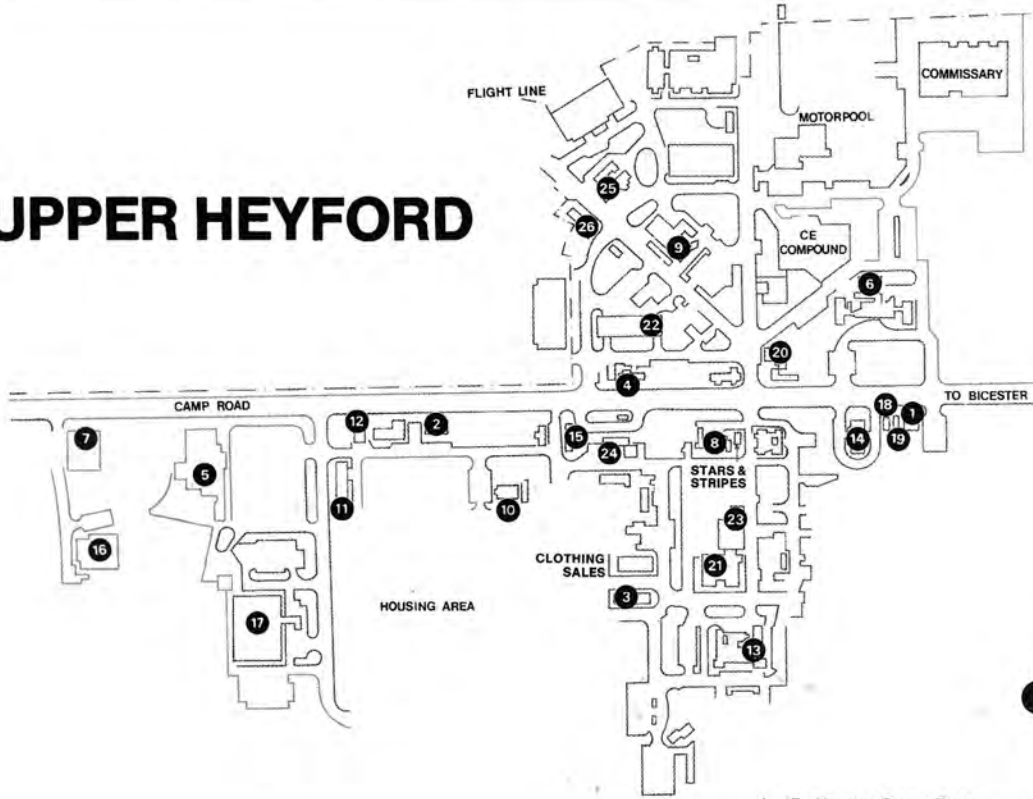 COMMISSARY
FLIGHT LINE
MOTORPOOL
25
UPPER HEYFORD
26
9
CE
COMPOUND
6
22
20
4
TO BICESTER
CAMP ROAD
12
2
18
1
7
15
8
14
19
5
24
STARS &
STRIPES
11
10
23
16
CLOTHING
SALES
21
3
HOUSING AREA
17
13